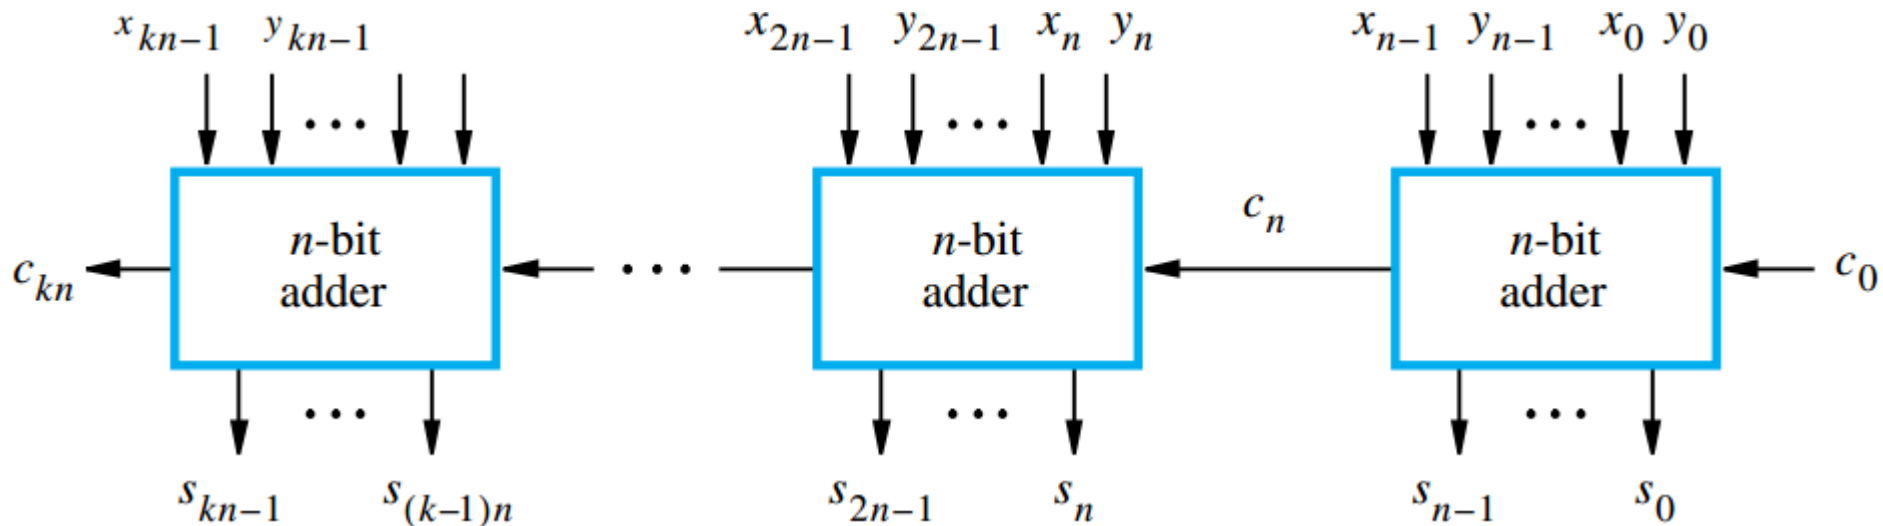 x_{kn-1} y_{kn-1} x_{2n-1} y_{2n-1} x_n y_n x_{n-1} y_{n-1} x_0 y_0
c_n
n-bit n-bit n-bit
c_{kn} adder adder adder c_0
s_{kn-1} s_{(k-1)n} s_{2n-1} s_n s_{n-1} s_0